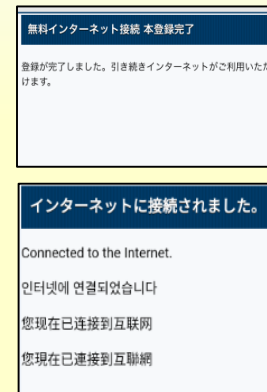 無料インターネット接続 本登録完了
登録が完了しました。引き続きインターネットがご利用いただ
けます。
インターネットに接続されました。
Connected to the Internet.
인터넷에 연결되었습니다
您现在已连接到互联网
您現在已連接到互聯網